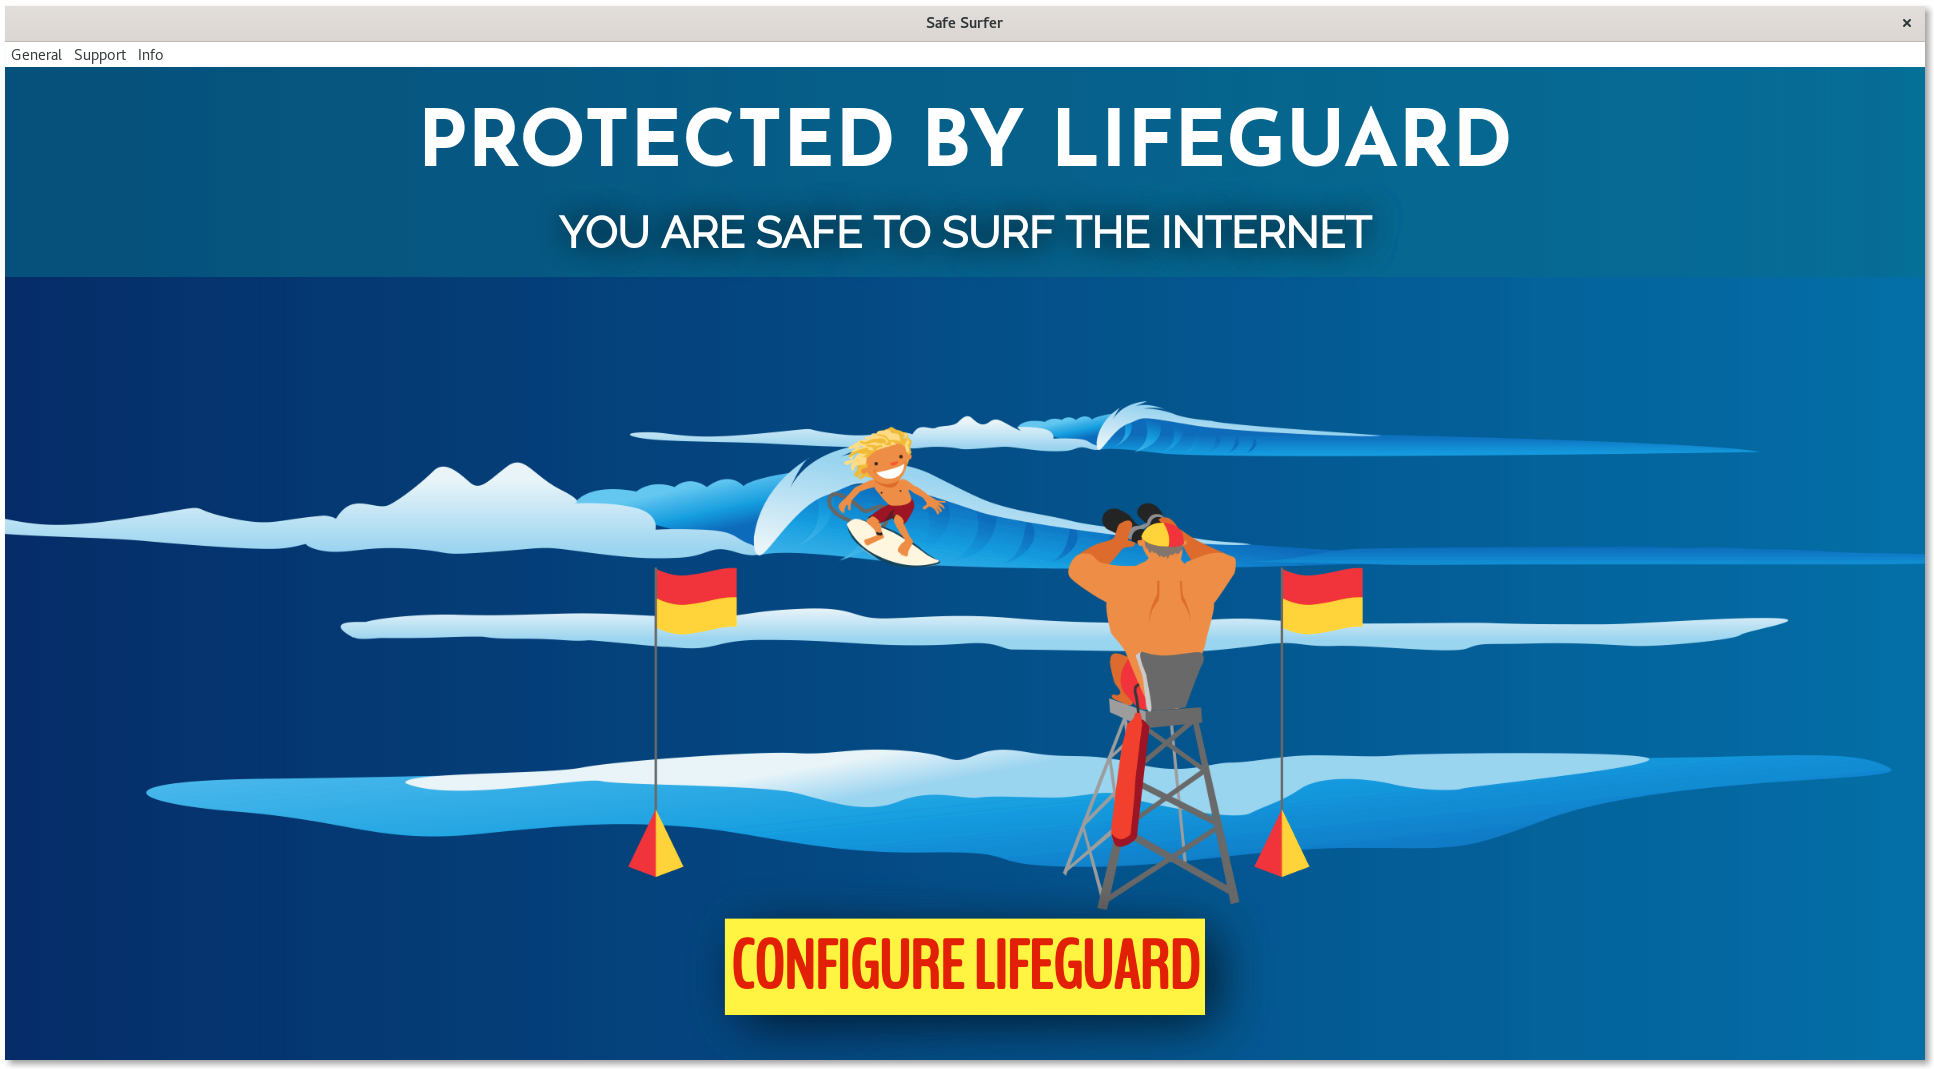 Safe Surfer
General Support Info
PROTECTED BY LIFEGUARD
YOU ARE SAFE TO SURF THE INTERNET
CONFIGURE LIFEGUARD